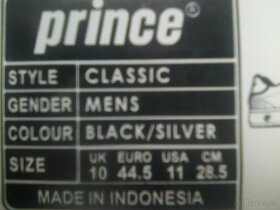 prince®
STYLE CLASSIC
GENDER MENS
COLOUR BLACK/SILVER
SIZE UK EURO USA CM
10 44.5 11 28.5
MADE IN INDONESIA